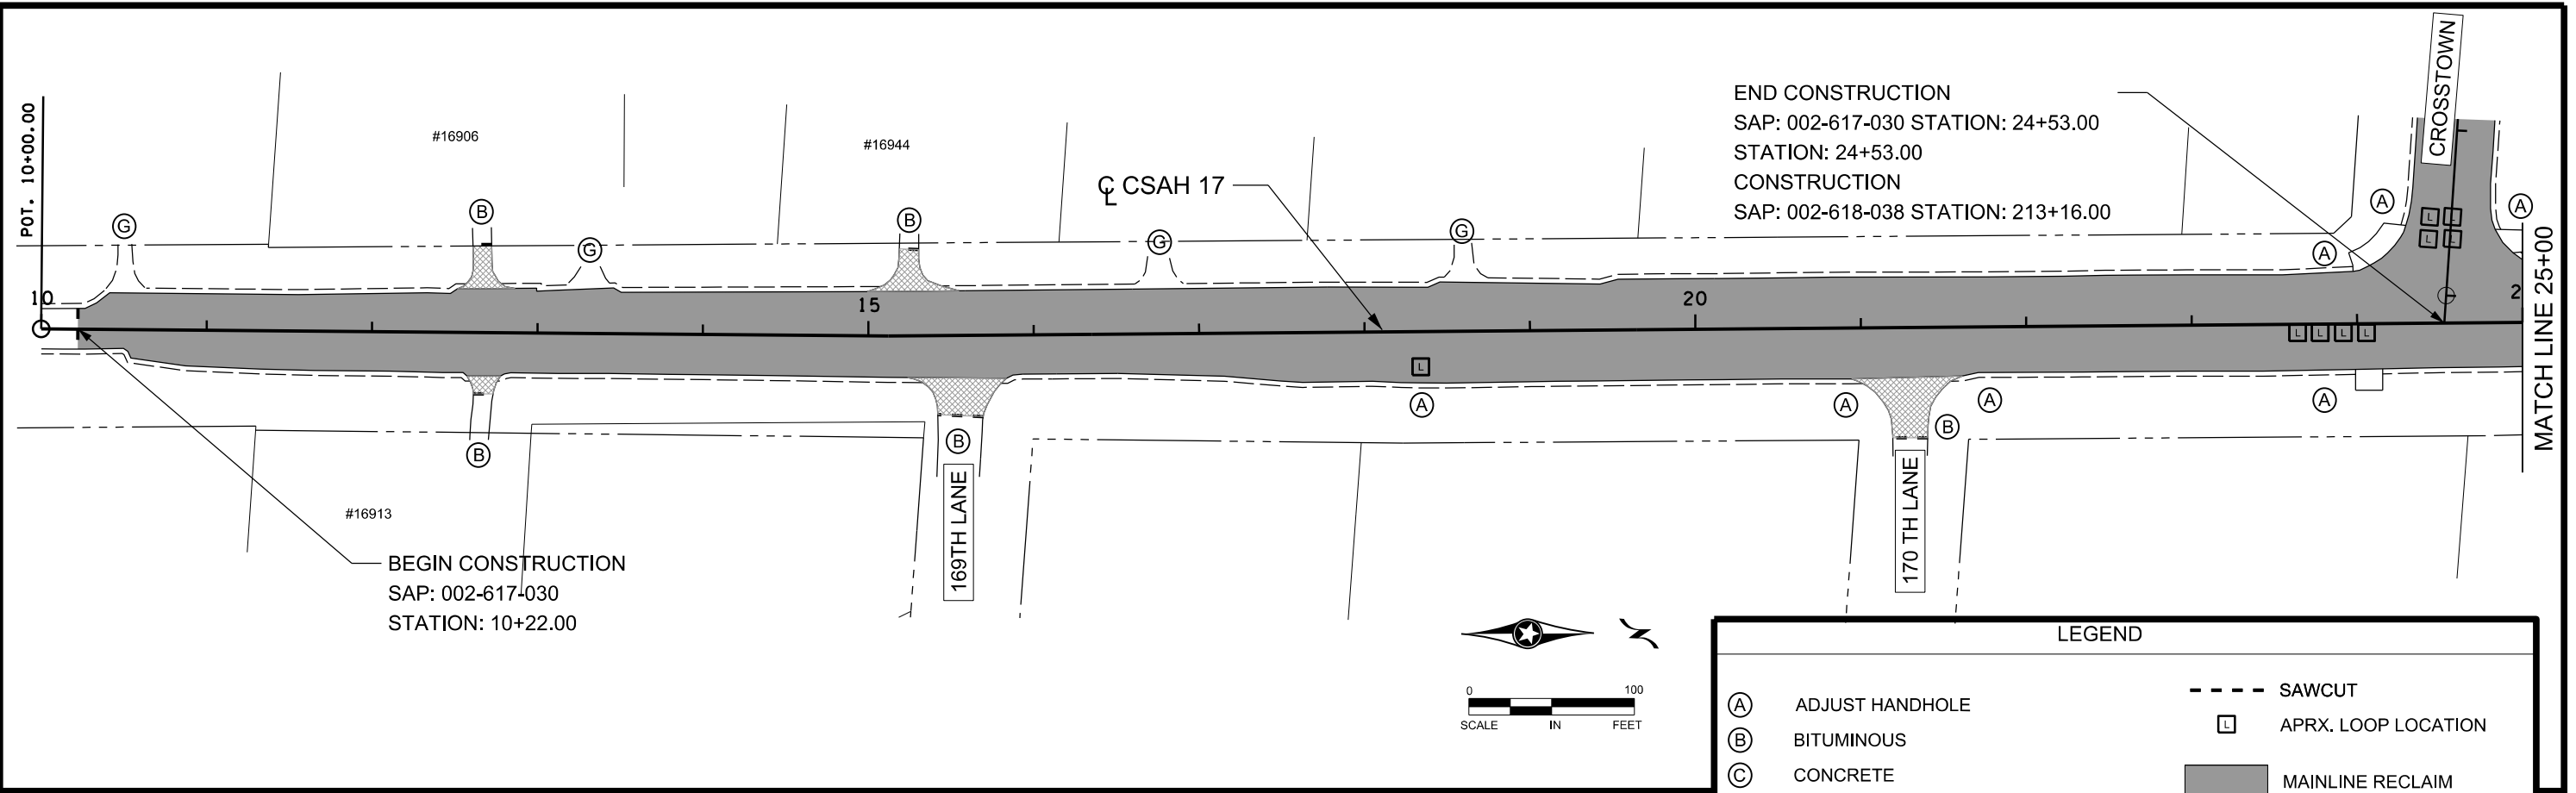 POT. 10+00.00
#16906
#16944
℄ CSAH 17
END CONSTRUCTION
SAP: 002-617-030 STATION: 24+53.00
STATION: 24+53.00
CONSTRUCTION
SAP: 002-618-038 STATION: 213+16.00
CROSSTOWN
G
B
G
B
G
G
A
A
A
10
15
20
2
L
L
L
L
L
L
L
L
L
MATCH LINE 25+00
B
B
A
A
B
A
A
169TH LANE
170 TH LANE
#16913
BEGIN CONSTRUCTION
SAP: 002-617-030
STATION: 10+22.00
0 100
SCALE IN FEET
LEGEND
A ADJUST HANDHOLE
B BITUMINOUS
C CONCRETE
SAWCUT
L APRX. LOOP LOCATION
MAINLINE RECLAIM